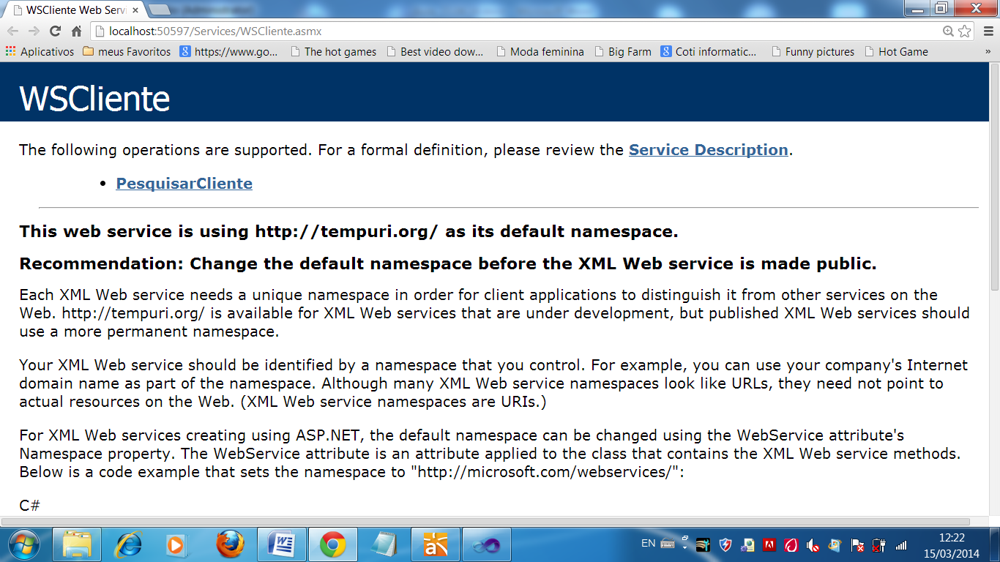 WSCliente Web Serv
localhost:50597/Services/WSCliente.asmx
Aplicativos meus Favoritos https://www.go... The hot games Best video dow... Moda feminina Big Farm Coti informatic... Funny pictures Hot Game »
WSCliente
The following operations are supported. For a formal definition, please review the Service Description.
• PesquisarCliente
This web service is using http://tempuri.org/ as its default namespace.
Recommendation: Change the default namespace before the XML Web service is made public.
Each XML Web service needs a unique namespace in order for client applications to distinguish it from other services on the
Web. http://tempuri.org/ is available for XML Web services that are under development, but published XML Web services should
use a more permanent namespace.
Your XML Web service should be identified by a namespace that you control. For example, you can use your company's Internet
domain name as part of the namespace. Although many XML Web service namespaces look like URLs, they need not point to
actual resources on the Web. (XML Web service namespaces are URIs.)
For XML Web services creating using ASP.NET, the default namespace can be changed using the WebService attribute's
Namespace property. The WebService attribute is an attribute applied to the class that contains the XML Web service methods.
Below is a code example that sets the namespace to "http://microsoft.com/webservices/":
C#
EN 12:22
15/03/2014